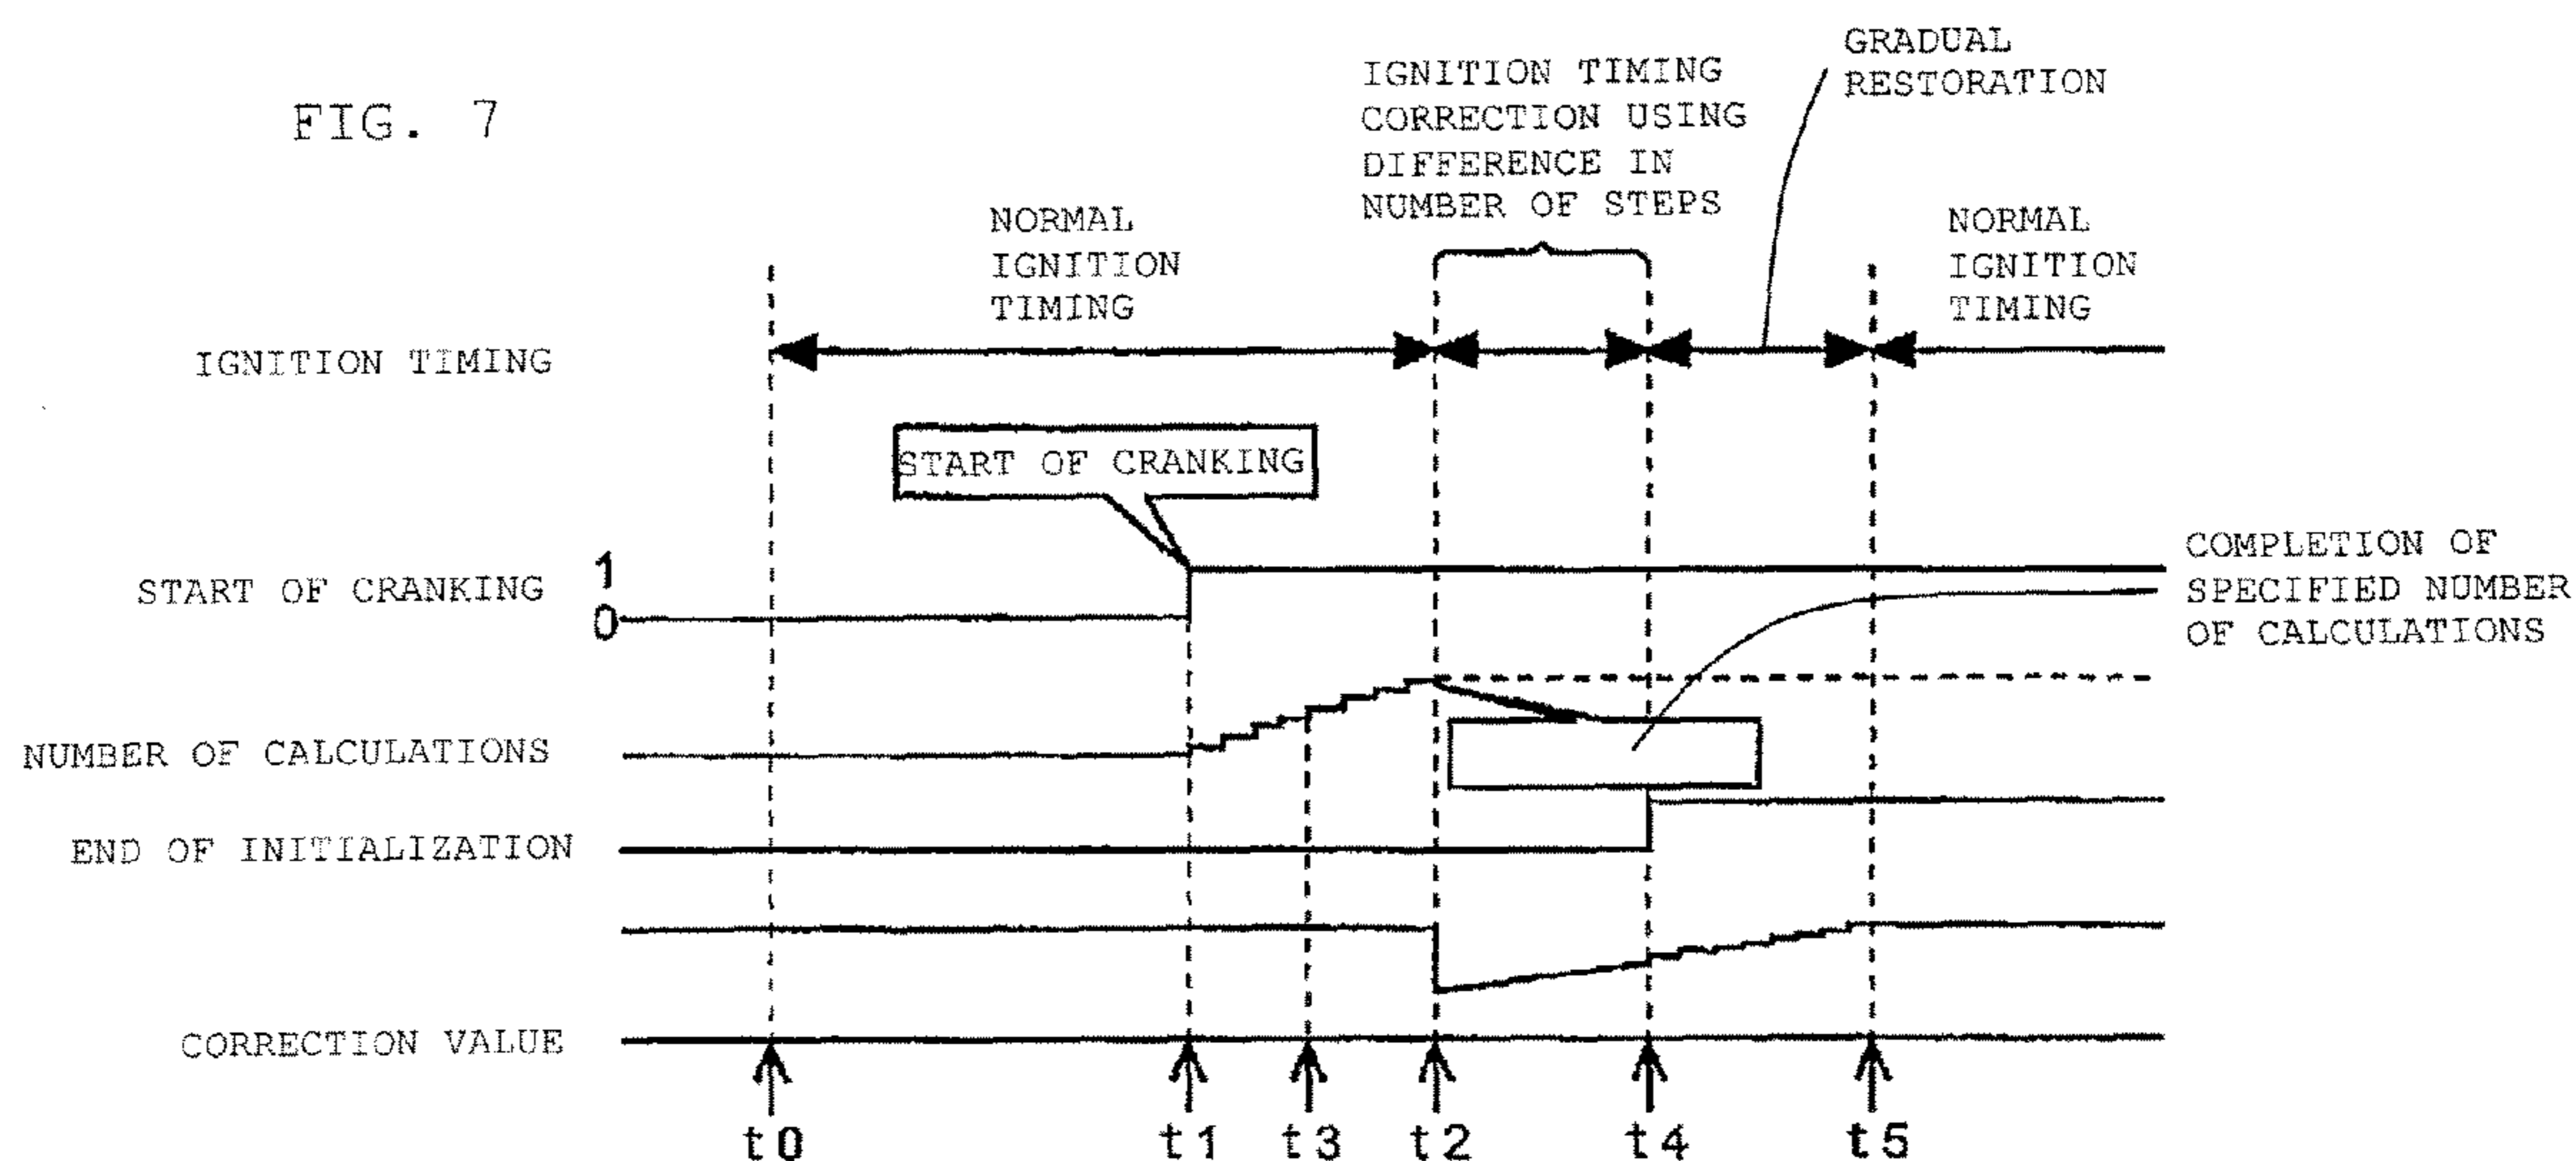 FIG. 7
IGNITION TIMING
CORRECTION USING
DIFFERENCE IN
NUMBER OF STEPS
GRADUAL
RESTORATION
NORMAL
IGNITION
TIMING
NORMAL
IGNITION
TIMING
IGNITION TIMING
START OF CRANKING
START OF CRANKING
1
0
COMPLETION OF
SPECIFIED NUMBER
OF CALCULATIONS
NUMBER OF CALCULATIONS
END OF INITIALIZATION
CORRECTION VALUE
t0
t1
t3
t2
t4
t5